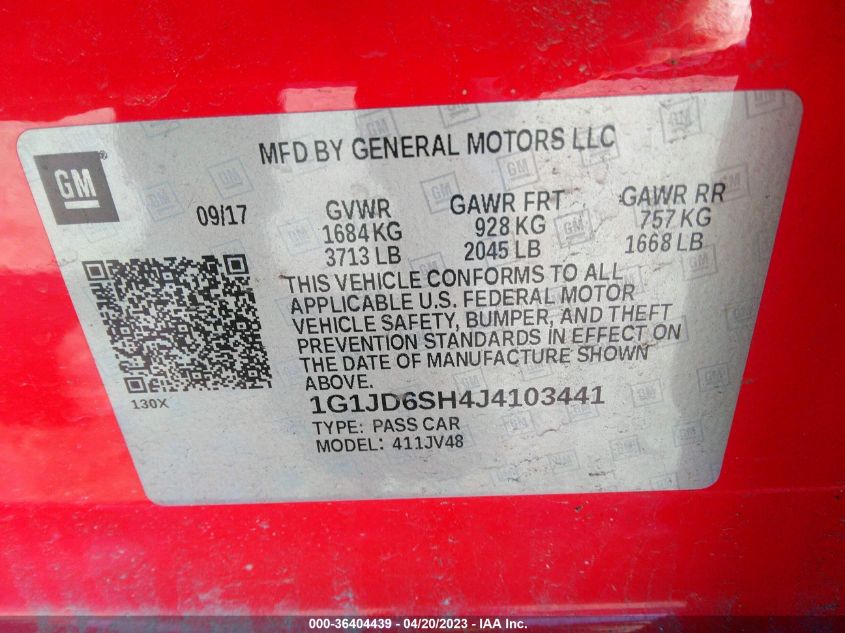 MFD BY GENERAL MOTORS LLC
GM
®
09/17
GVWR
1684 KG
3713 LB
GAWR FRT
928 KG
2045 LB
GAWR RR
757 KG
1668 LB
THIS VEHICLE CONFORMS TO ALL
APPLICABLE U.S. FEDERAL MOTOR
VEHICLE SAFETY, BUMPER, AND THEFT
PREVENTION STANDARDS IN EFFECT ON
THE DATE OF MANUFACTURE SHOWN
ABOVE.
130X
1G1JD6SH4J4103441
TYPE: PASS CAR
MODEL: 411JV48
000-36404439 - 04/20/2023 - IAA Inc.